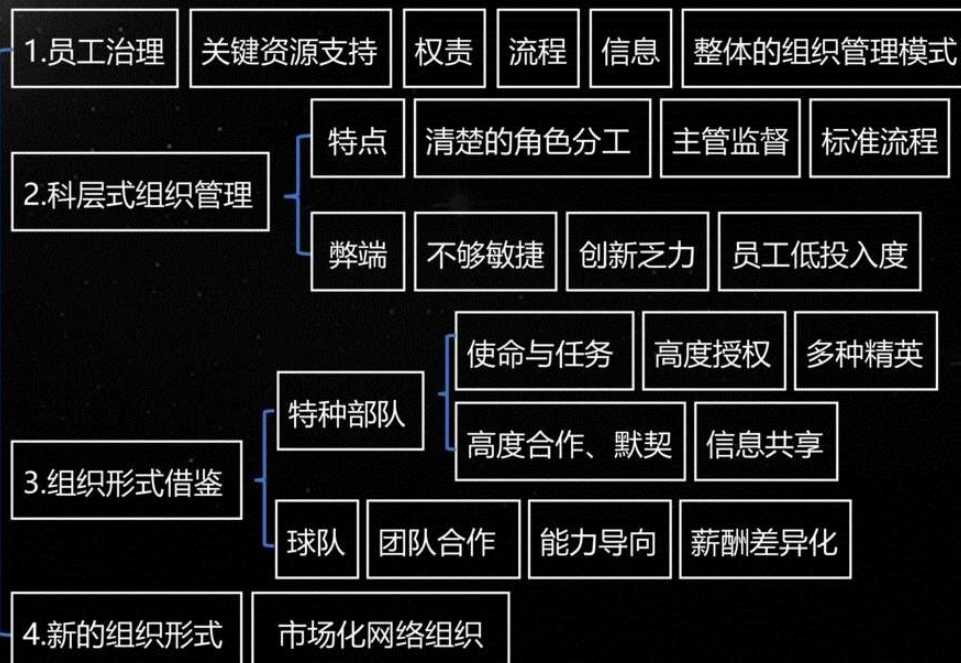 1.员工治理 关键资源支持 权责 流程 信息 整体的组织管理模式
特点 清楚的角色分工 主管监督 标准流程
2.科层式组织管理
弊端 不够敏捷 创新乏力 员工低投入度
使命与任务 高度授权 多种精英
特种部队
高度合作、默契 信息共享
3.组织形式借鉴
球队 团队合作 能力导向 薪酬差异化
4.新的组织形式 市场化网络组织